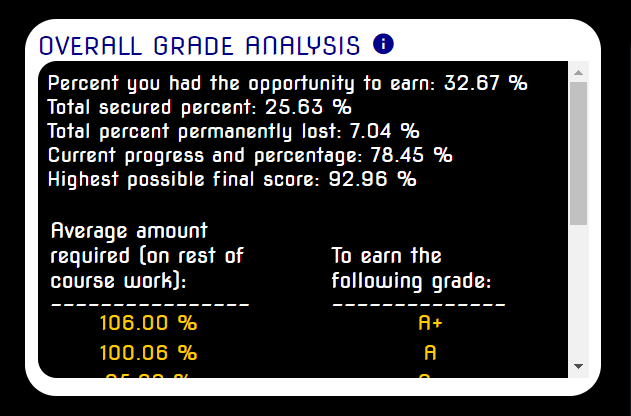 OVERALL GRADE ANALYSIS i
Percent you had the opportunity to earn: 32.67 %
Total secured percent: 25.63 %
Total percent permanently lost: 7.04 %
Current progress and percentage: 78.45 %
Highest possible final score: 92.96 %
Average amount
required (on rest of To earn the
course work): following grade:
---------------- --------------
106.00 % A+
100.06 % A